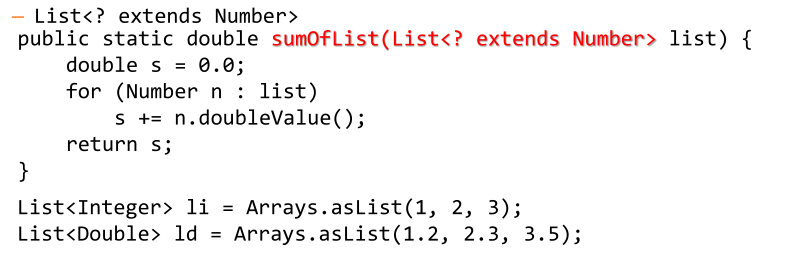 – List<? extends Number>
public static double sumOfList(List<? extends Number> list) {
    double s = 0.0;
    for (Number n : list)
        s += n.doubleValue();
    return s;
}
List<Integer> li = Arrays.asList(1, 2, 3);
List<Double> ld = Arrays.asList(1.2, 2.3, 3.5);